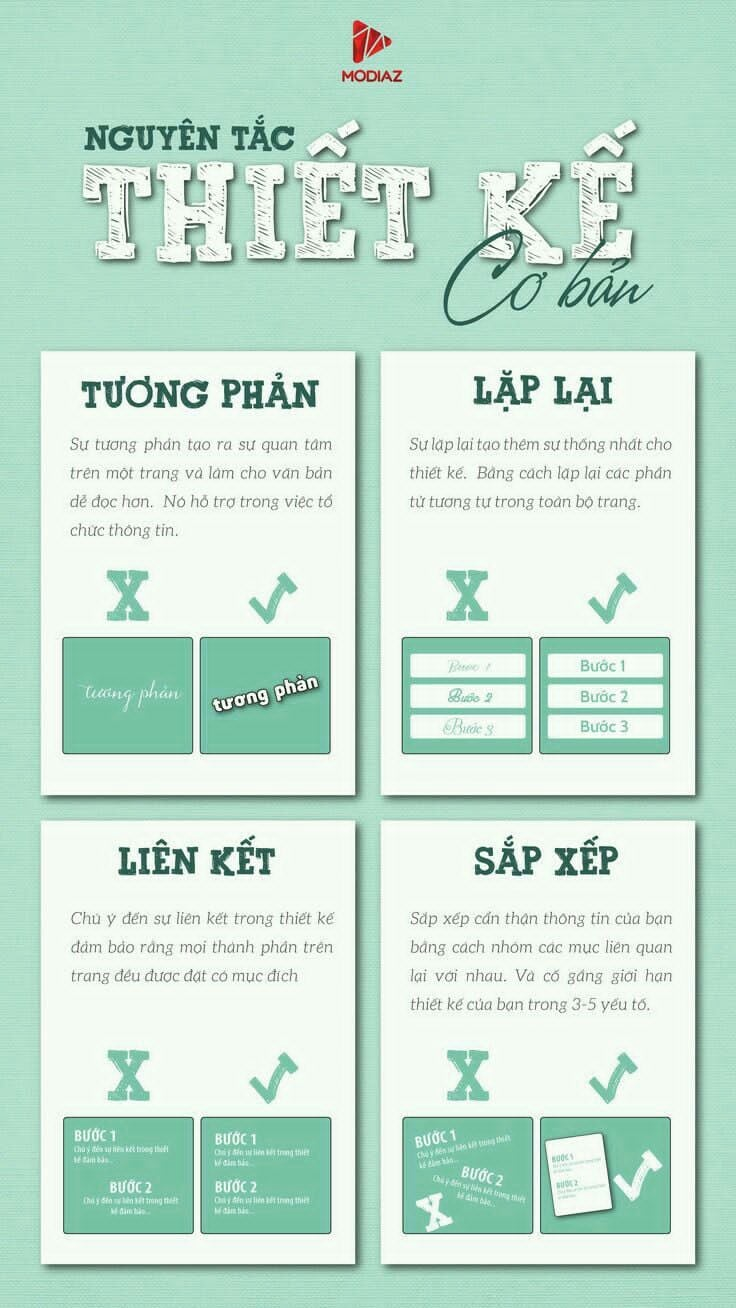 MODIAZ
NGUYÊN TẮC
THIẾT KẾ
Cơ bản
TƯƠNG PHẢN
Sự tương phản tạo ra sự quan tâm
trên một trang và làm cho văn bản
dễ đọc hơn. Nó hỗ trợ trong việc tổ
chức thông tin.
X
tương phản
tương phản
LẶP LẠI
Sự lặp lại tạo thêm sự thống nhất cho
thiết kế. Bằng cách lặp lại các phần
tử tương tự trong toàn bộ trang.
X
Bước 1
Bước 2
Bước 3
Bước 1
Bước 2
Bước 3
LIÊN KẾT
Chú ý đến sự liên kết trong thiết kế
đảm bảo rằng mọi thành phần trên
trang đều được đặt có mục đích
X
BƯỚC 1
Chú ý đến sự liên kết trong thiết
kế đảm bảo...
BƯỚC 2
Chú ý đến sự liên kết trong thiết
kế đảm bảo...
BƯỚC 1
Chú ý đến sự liên kết trong thiết
kế đảm bảo...
BƯỚC 2
Chú ý đến sự liên kết trong thiết
kế đảm bảo...
SẮP XẾP
Sắp xếp cẩn thận thông tin của bạn
bằng cách nhóm các mục liên quan
lại với nhau. Và cố gắng giới hạn
thiết kế của bạn trong 3-5 yếu tố.
X
BƯỚC 1
Chú ý đến sự liên kết trong thiết
kế đảm bảo...
BƯỚC 2
Chú ý đến sự liên kết trong thiết
kế đảm bảo...
X
BƯỚC 1
BƯỚC 2